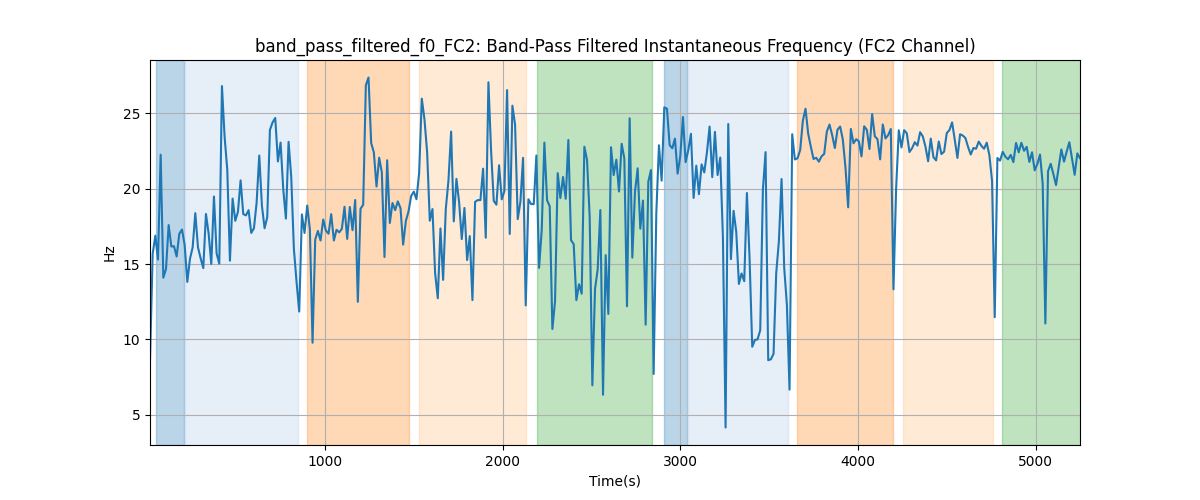 band_pass_filtered_f0_FC2: Band-Pass Filtered Instantaneous Frequency (FC2 Channel)
25
20
15
10
5
Hz
1000 2000 3000 4000 5000
Time(s)